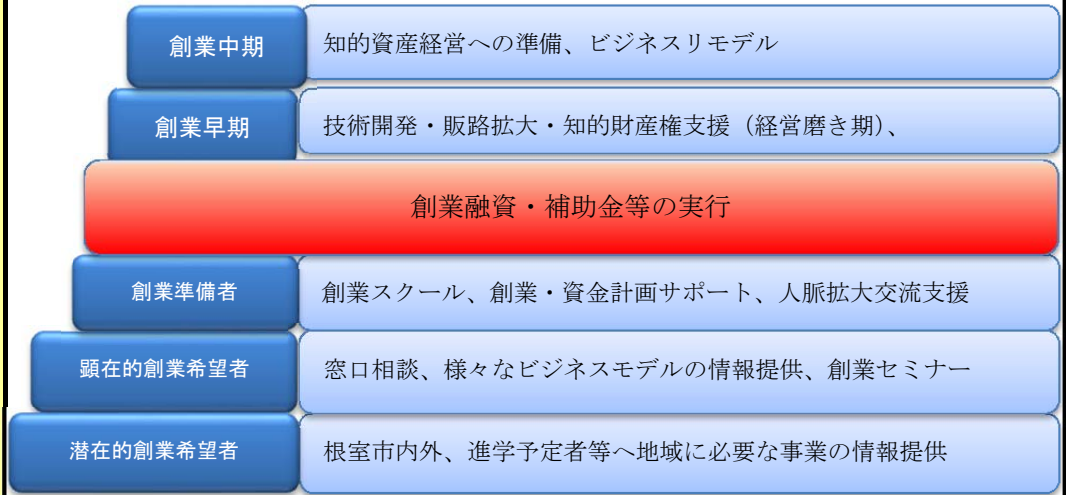 創業中期
知的資産経営への準備、ビジネスリモデル
創業早期
技術開発・販路拡大・知的財産権支援（経営磨き期）、
創業融資・補助金等の実行
創業準備者
創業スクール、創業・資金計画サポート、人脈拡大交流支援
顕在的創業希望者
窓口相談、様々なビジネスモデルの情報提供、創業セミナー
潜在的創業希望者
根室市内外、進学予定者等へ地域に必要な事業の情報提供